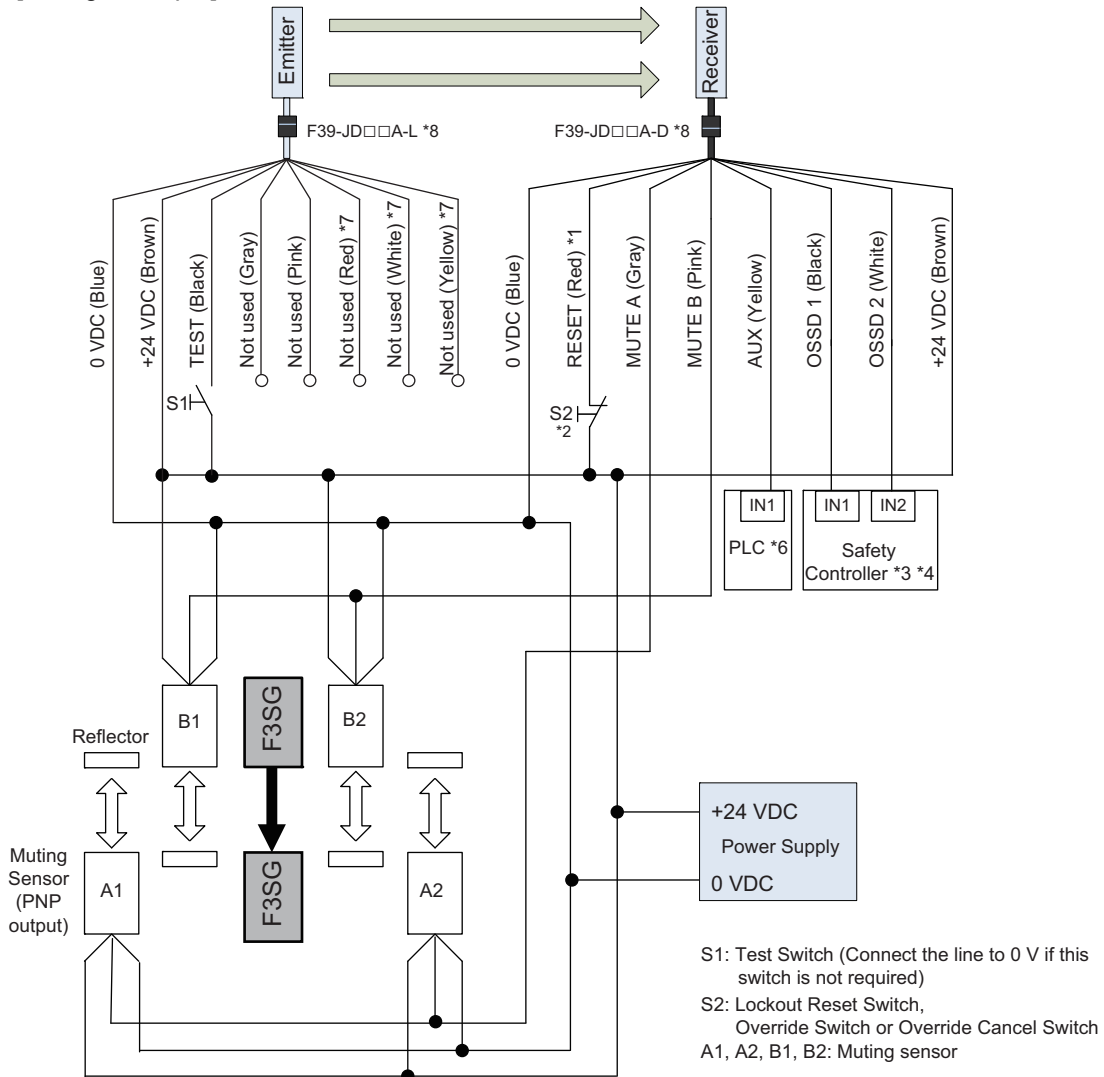 Emitter
Receiver
F39-JD□□A-L *8
F39-JD□□A-D *8
0 VDC (Blue)
+24 VDC (Brown)
TEST (Black)
Not used (Gray)
Not used (Pink)
Not used (Red) *7
Not used (White) *7
Not used (Yellow) *7
0 VDC (Blue)
RESET (Red) *1
MUTE A (Gray)
MUTE B (Pink)
AUX (Yellow)
OSSD 1 (Black)
OSSD 2 (White)
+24 VDC (Brown)
S1
S2
*2
IN1
IN1
IN2
PLC *6
Safety
Controller *3 *4
B1
F3SG
B2
Reflector
Muting
Sensor
(PNP
output)
A1
F3SG
A2
+24 VDC
Power Supply
0 VDC
S1: Test Switch (Connect the line to 0 V if this
switch is not required)
S2: Lockout Reset Switch,
Override Switch or Override Cancel Switch
A1, A2, B1, B2: Muting sensor